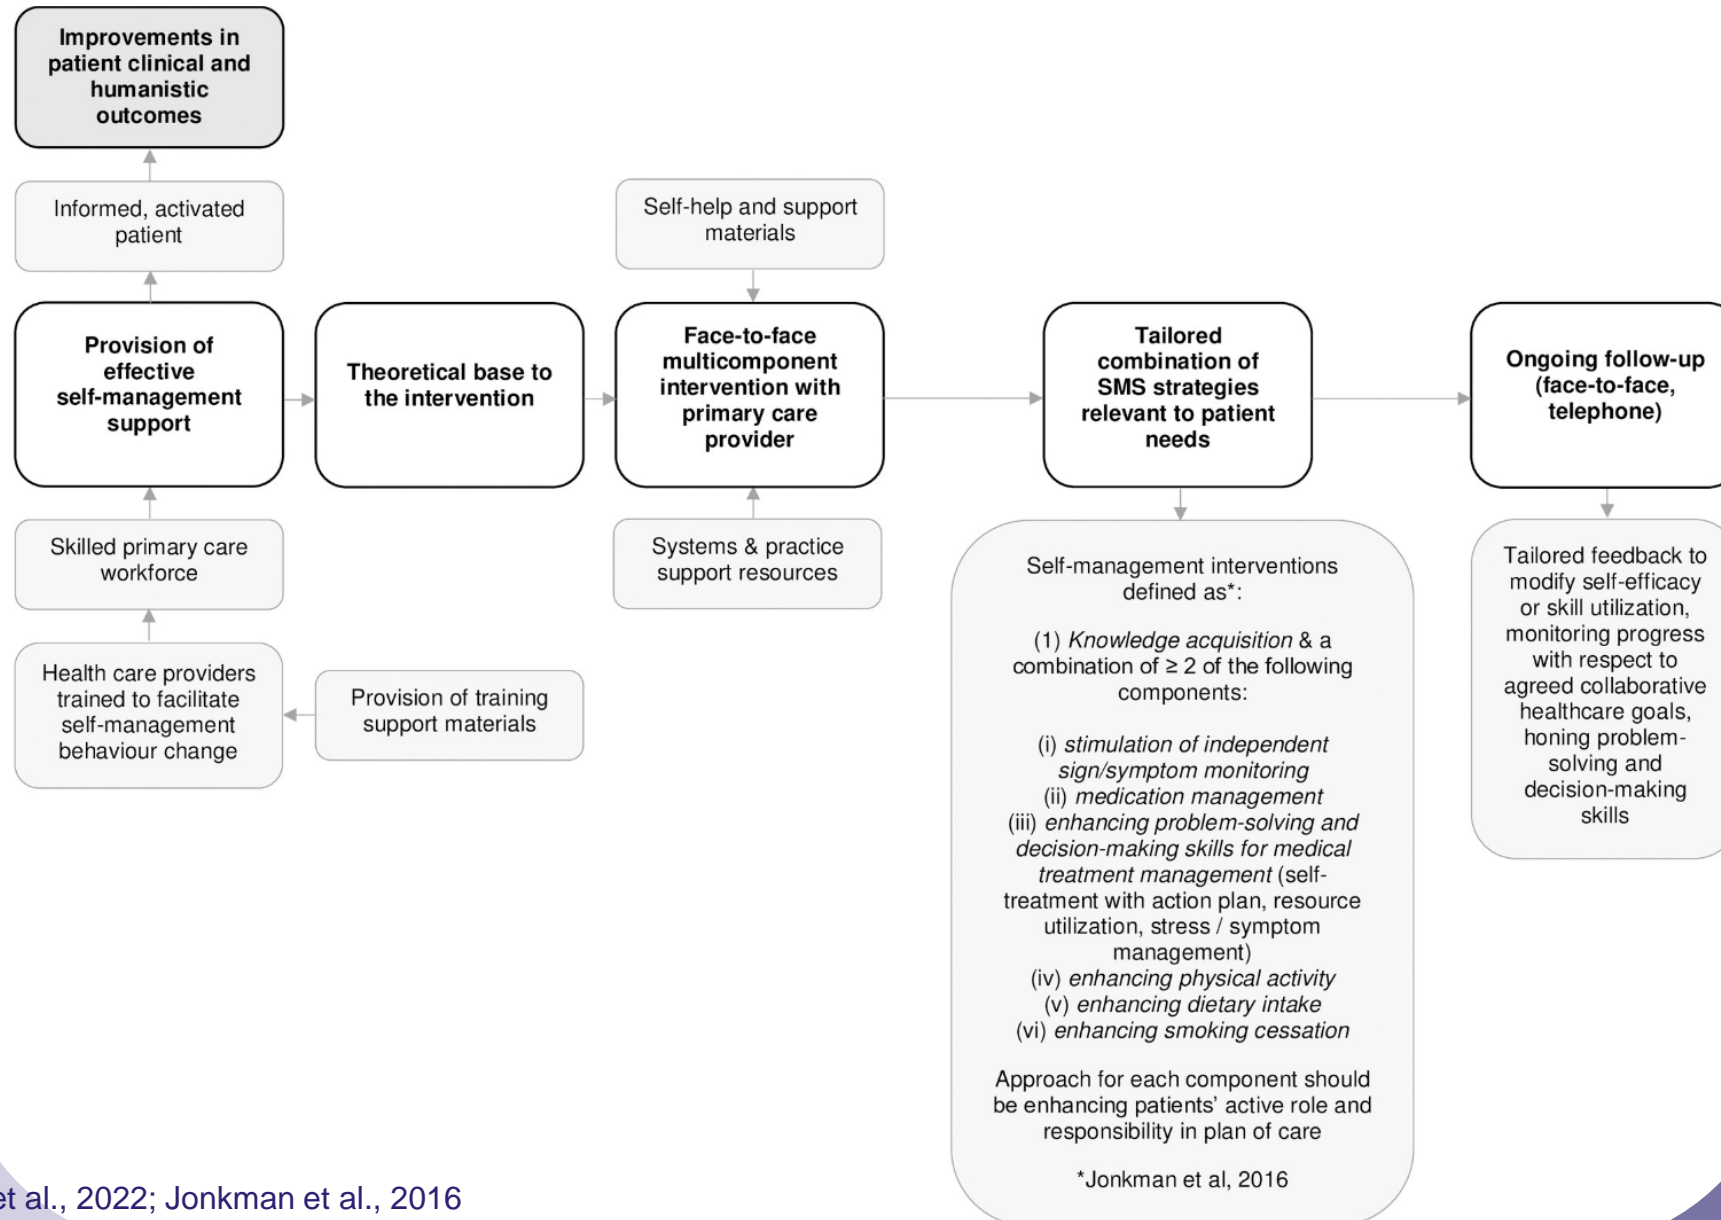 Improvements in
patient clinical and
humanistic
outcomes
Informed, activated
patient
Self-help and support
materials
Provision of
effective
self-management
support
Theoretical base to
the intervention
Face-to-face
multicomponent
intervention with
primary care
provider
Tailored
combination of
SMS strategies
relevant to patient
needs
Ongoing follow-up
(face-to-face,
telephone)
Skilled primary care
workforce
Systems & practice
support resources
Health care providers
trained to facilitate
self-management
behaviour change
Provision of training
support materials
Self-management interventions
defined as*:
(1) Knowledge acquisition & a
combination of ≥ 2 of the following
components:
(i) stimulation of independent
sign/symptom monitoring
(ii) medication management
(iii) enhancing problem-solving and
decision-making skills for medical
treatment management (self-
treatment with action plan, resource
utilization, stress / symptom
management)
(iv) enhancing physical activity
(v) enhancing dietary intake
(vi) enhancing smoking cessation
Approach for each component should
be enhancing patients' active role and
responsibility in plan of care
*Jonkman et al, 2016
Tailored feedback to
modify self-efficacy
or skill utilization,
monitoring progress
with respect to
agreed collaborative
healthcare goals,
honing problem-
solving and
decision-making
skills
et al., 2022; Jonkman et al., 2016